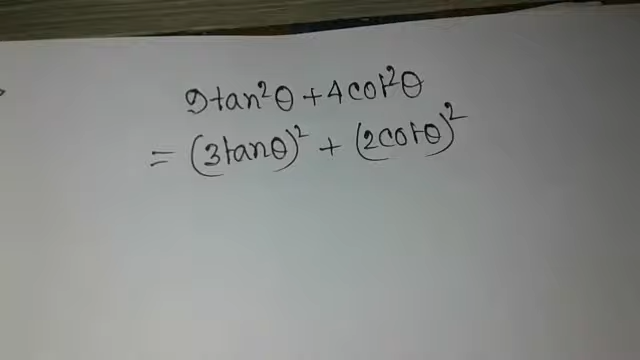 9tan²θ + 4cot²θ
= (3tanθ)² + (2cotθ)²